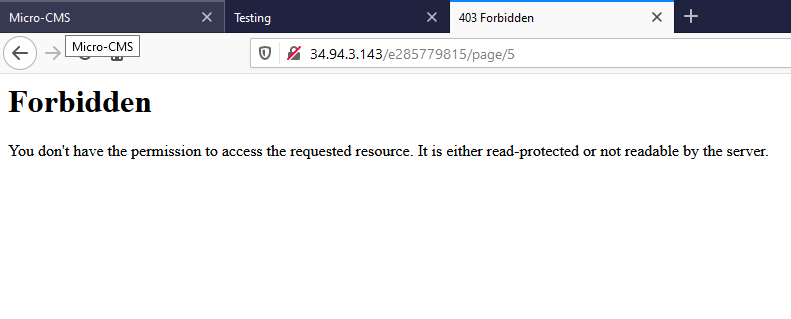 Micro-CMS
Testing
403 Forbidden
Micro-CMS
34.94.3.143/e285779815/page/5
Forbidden
You don't have the permission to access the requested resource. It is either read-protected or not readable by the server.